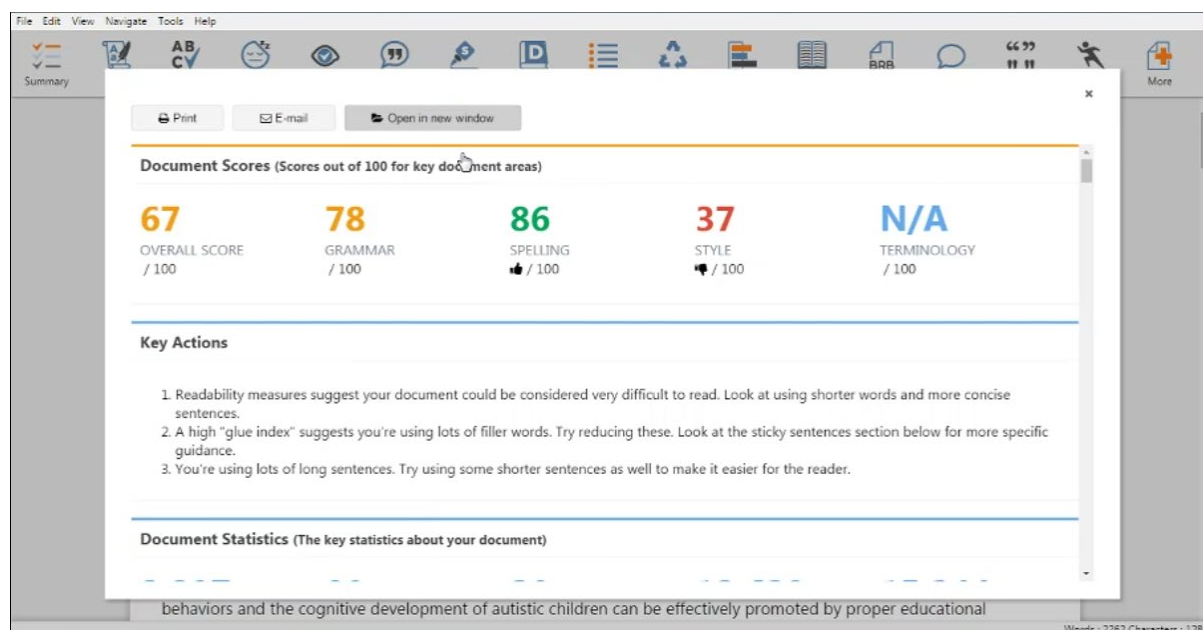 File Edit View Navigate Tools Help
AB
CV
S
D
BRB
Summary
More
×
Print E-mail Open in new window
Document Scores (Scores out of 100 for key document areas)
67 78 86 37 N/A
OVERALL SCORE GRAMMAR SPELLING STYLE TERMINOLOGY
/ 100 / 100 / 100 / 100 / 100
Key Actions
1. Readability measures suggest your document could be considered very difficult to read. Look at using shorter words and more concise
sentences.
2. A high "glue index" suggests you're using lots of filler words. Try reducing these. Look at the sticky sentences section below for more specific
guidance.
3. You're using lots of long sentences. Try using some shorter sentences as well to make it easier for the reader.
Document Statistics (The key statistics about your document)
behaviors and the cognitive development of autistic children can be effectively promoted by proper educational
Words : 2262 Characters :